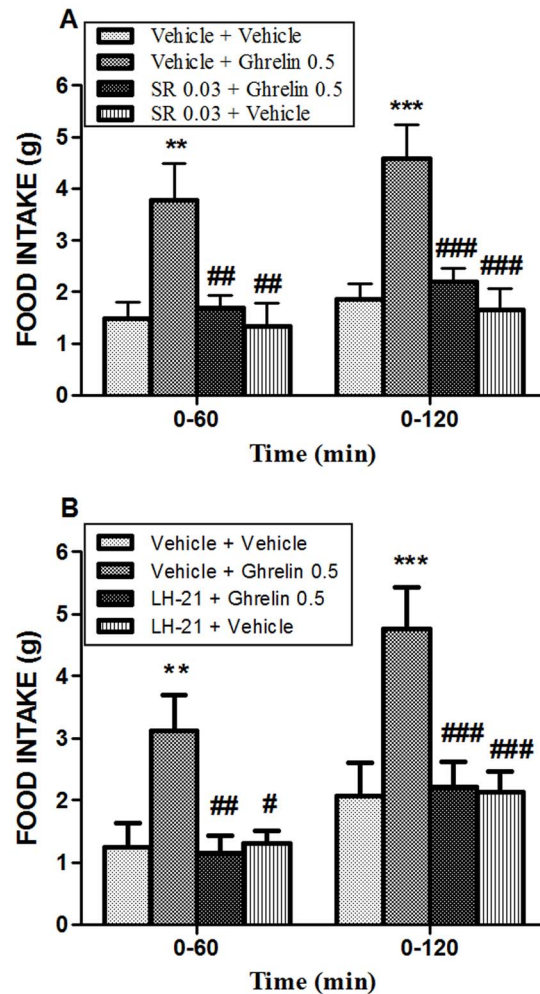 A
Vehicle + Vehicle
Vehicle + Ghrelin 0.5
SR 0.03 + Ghrelin 0.5
SR 0.03 + Vehicle
FOOD INTAKE (g)
6
5
4
3
2
1
0
**
##
##
***
###
###
0-60
0-120
Time (min)
B
Vehicle + Vehicle
Vehicle + Ghrelin 0.5
LH-21 + Ghrelin 0.5
LH-21 + Vehicle
FOOD INTAKE (g)
6
5
4
3
2
1
0
**
##
#
***
###
###
0-60
0-120
Time (min)